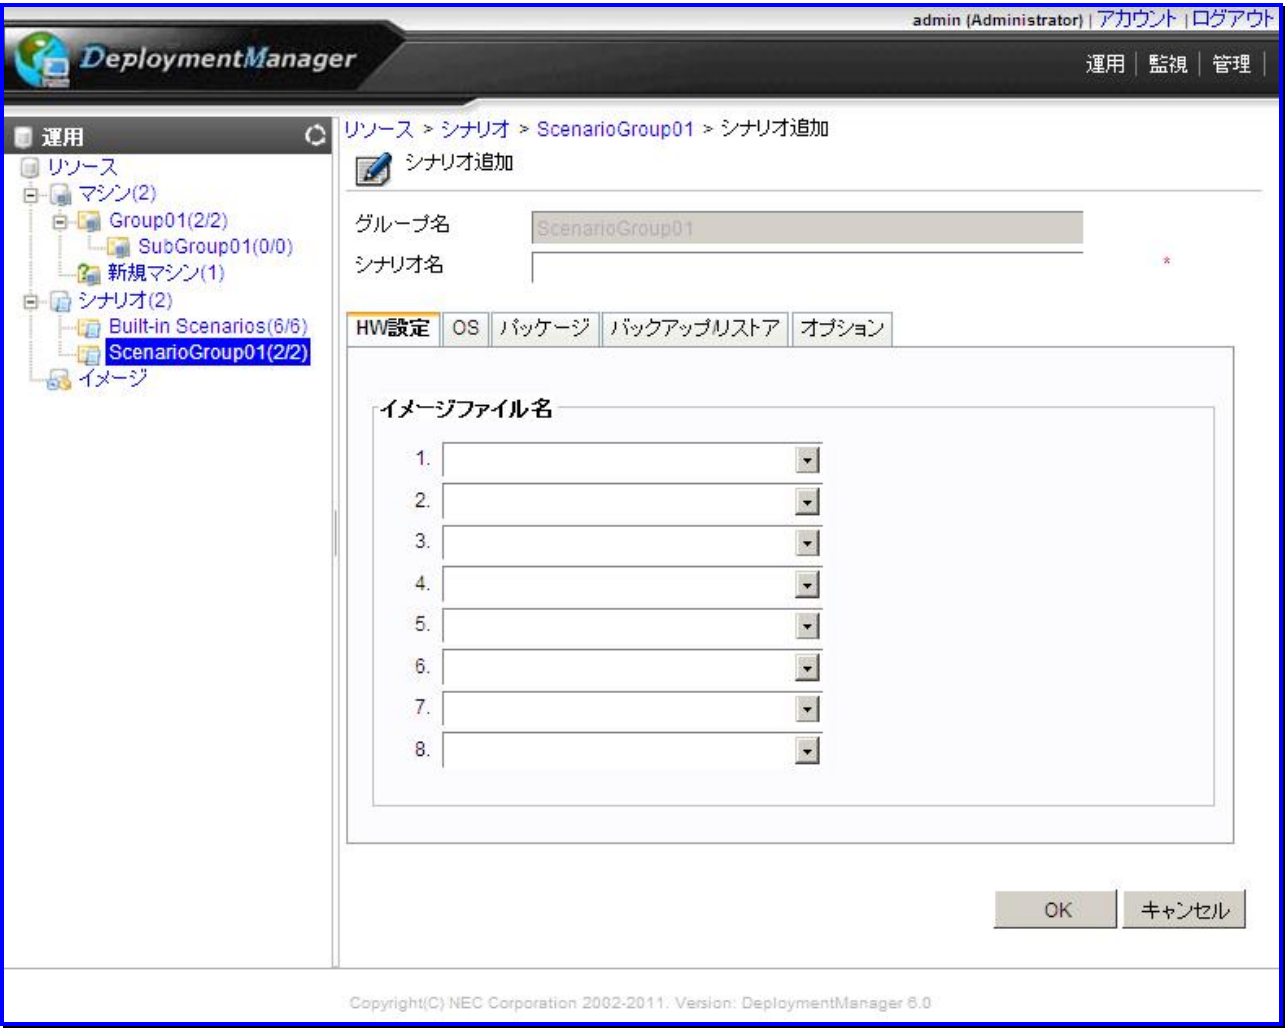 admin (Administrator) | アカウント | ログアウト
DeploymentManager
運用 | 監視 | 管理 |
運用
リソース
マシン(2)
Group01(2/2)
SubGroup01(0/0)
新規マシン(1)
シナリオ(2)
Built-in Scenarios(6/6)
ScenarioGroup01(2/2)
イメージ
リソース > シナリオ > ScenarioGroup01 > シナリオ追加
シナリオ追加
グループ名 ScenarioGroup01
シナリオ名 *
HW設定 OS パッケージ バックアップ/リストア オプション
イメージファイル名
1.
2.
3.
4.
5.
6.
7.
8.
OK キャンセル
Copyright(C) NEC Corporation 2002-2011. Version: DeploymentManager 6.0